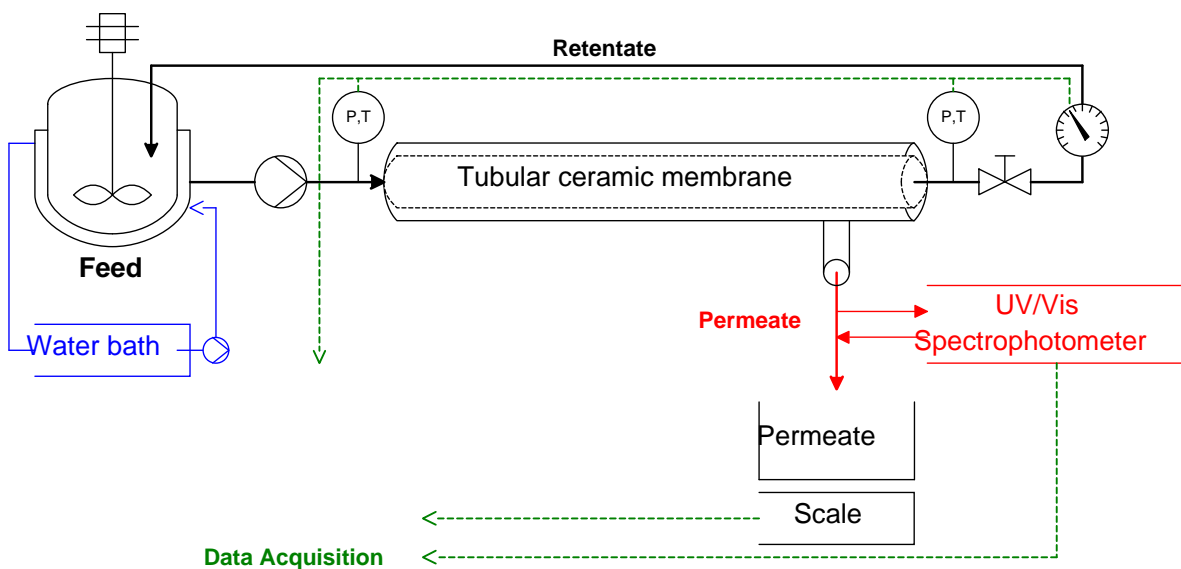 Retentate
P,T
P,T
Tubular ceramic membrane
Feed
Water bath
Permeate
UV/Vis
Spectrophotometer
Permeate
Scale
Data Acquisition